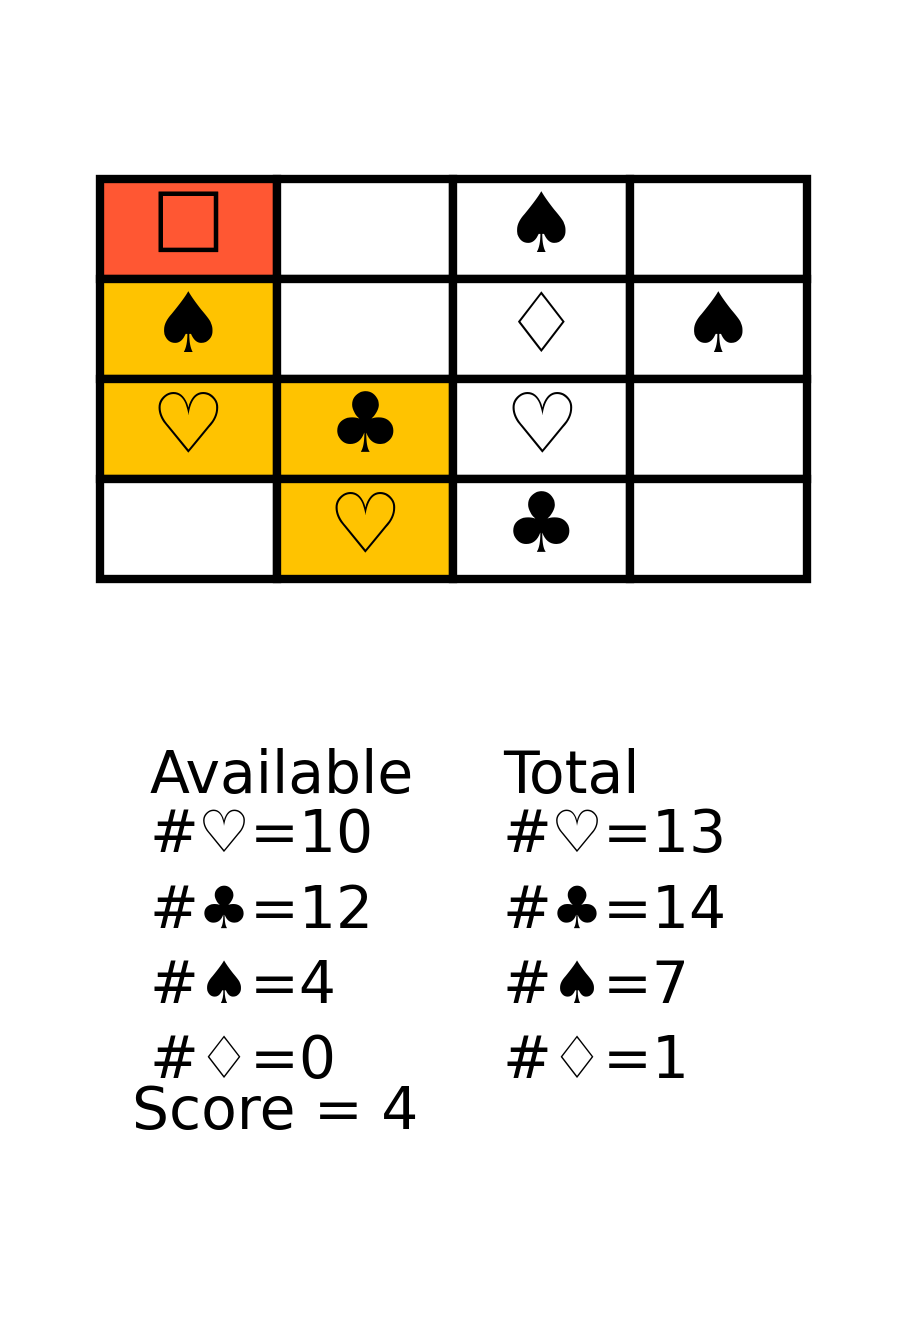 □ ♠
♠ ♢ ♠
♡ ♣ ♡
♡ ♣
Available Total
#♡=10 #♡=13
#♣=12 #♣=14
#♠=4 #♠=7
#♢=0 #♢=1
Score = 4